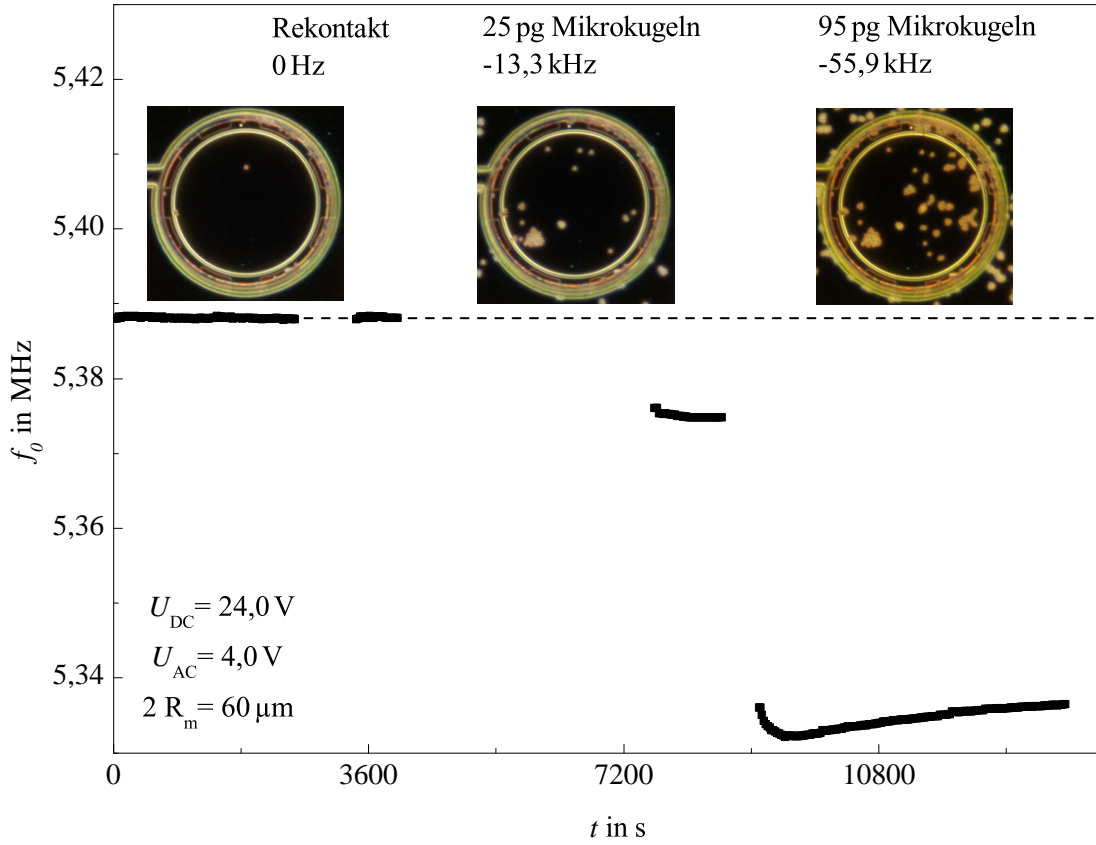 Rekontakt
0 Hz
25 pg Mikrokugeln
-13,3 kHz
95 pg Mikrokugeln
-55,9 kHz
5,42
5,40
5,38
5,36
5,34
f0 in MHz
UDC= 24,0 V
UAC= 4,0 V
2 Rm= 60 µm
0
3600
7200
10800
t in s